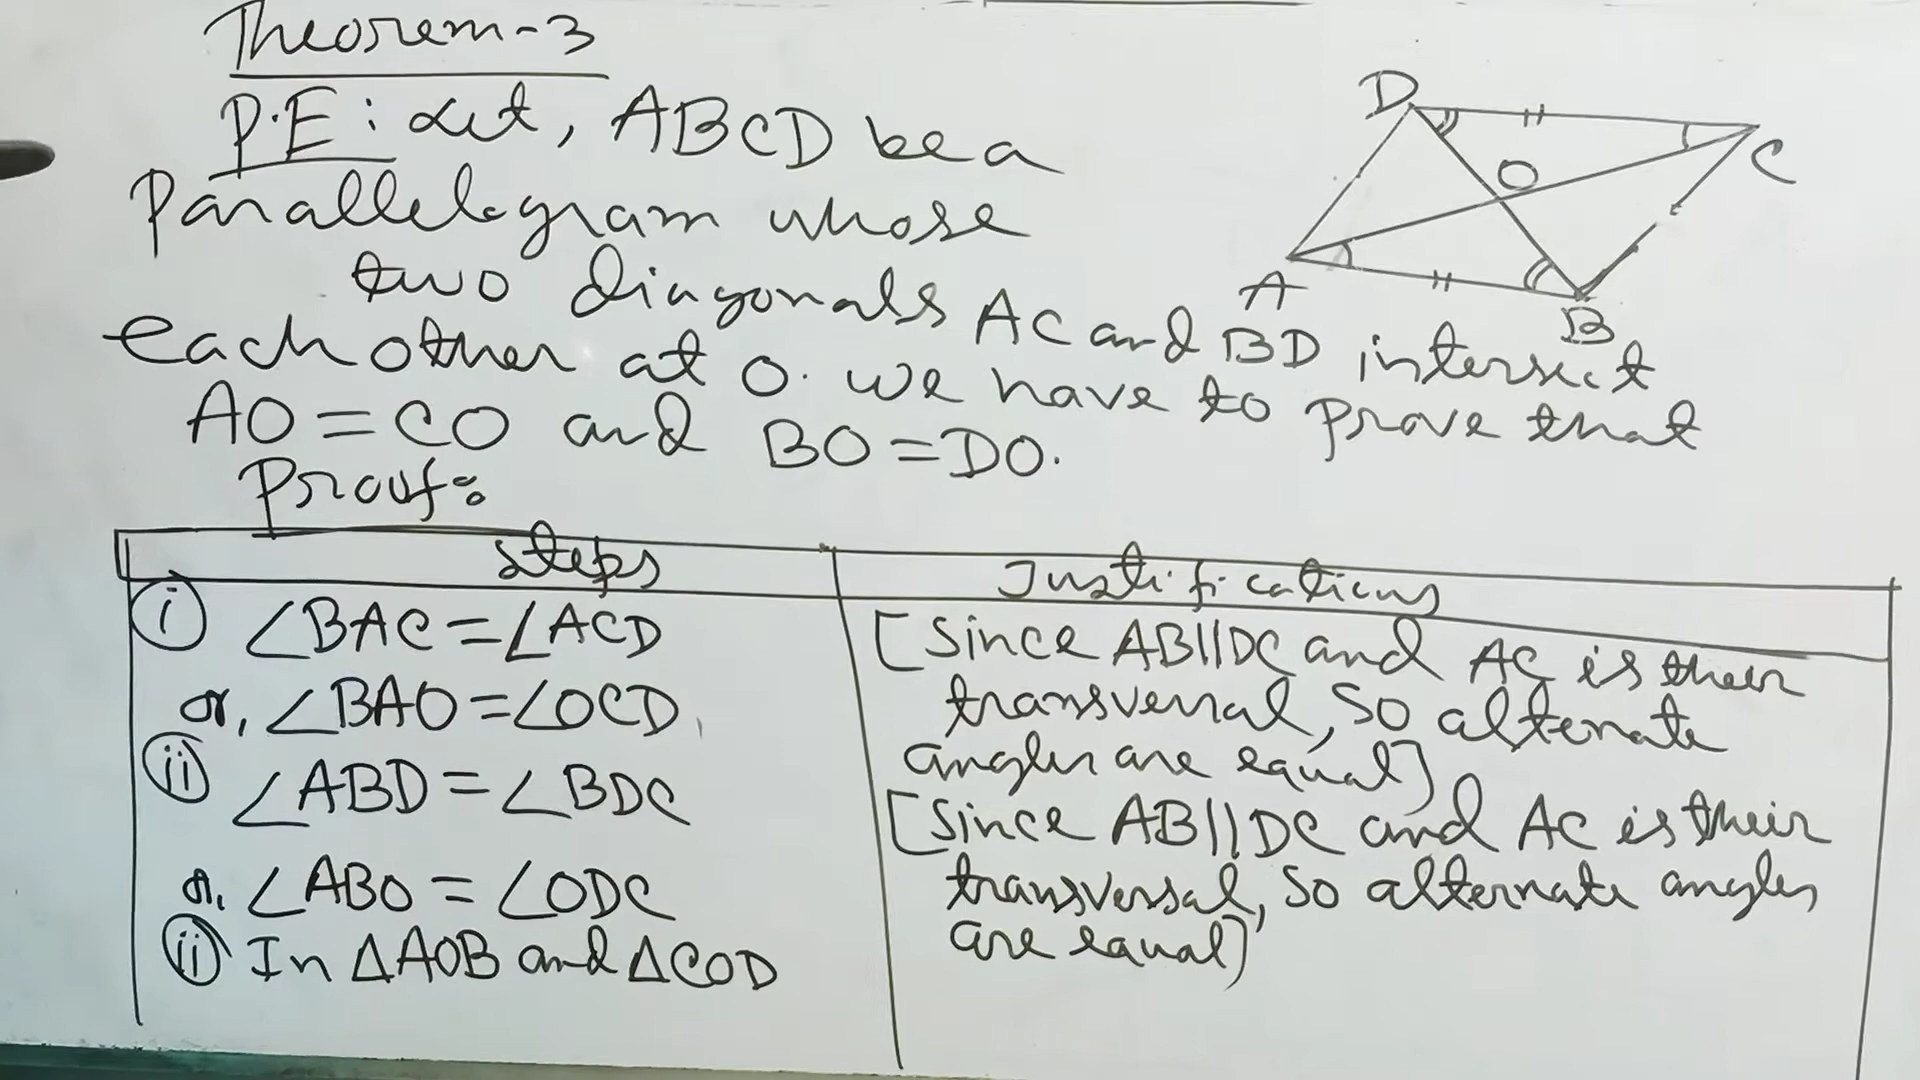 Theorem-3
P.E: Let, ABCD be a
Parallelogram whose
two diagonals AC and BD intersect
each other at O. we have to prove that
AO = CO and BO = DO.
Proof:
D
C
O
A
B
Steps
Justifications
(i) ∠BAC = ∠ACD
or, ∠BAO = ∠OCD
(ii) ∠ABD = ∠BDC
or, ∠ABO = ∠ODC
(ii) In ΔAOB and ΔCOD
[Since AB||DC and AC is their
transversal, so alternate
angles are equal]
[Since AB||DC and AC is their
transversal, so alternate angles
are equal]